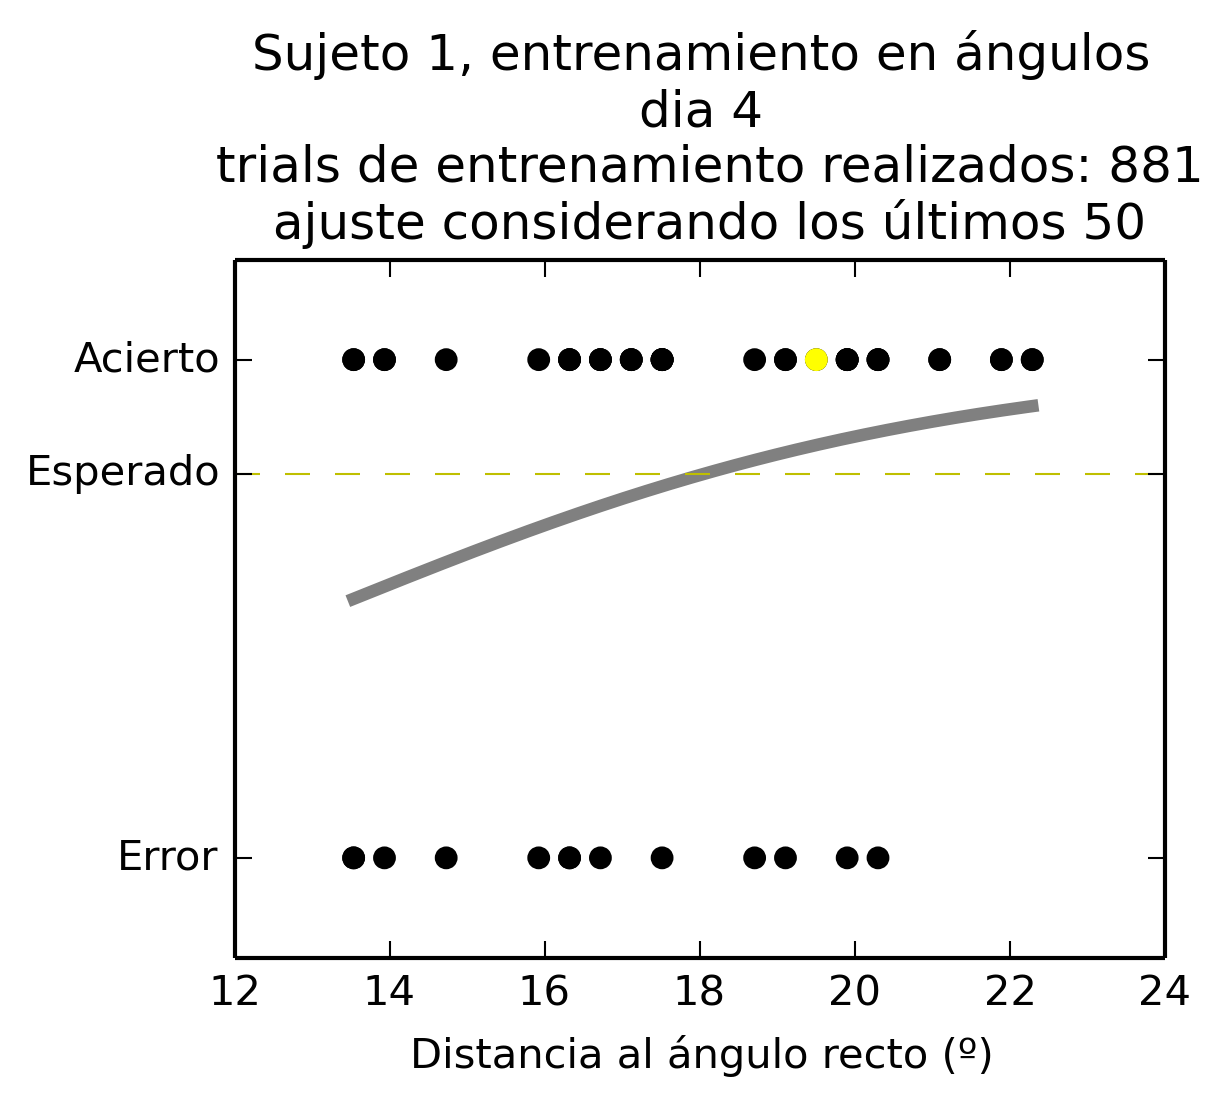 Sujeto 1, entrenamiento en ángulos
dia 4
trials de entrenamiento realizados: 881
ajuste considerando los últimos 50
Acierto
Esperado
Error
12 14 16 18 20 22 24
Distancia al ángulo recto (º)